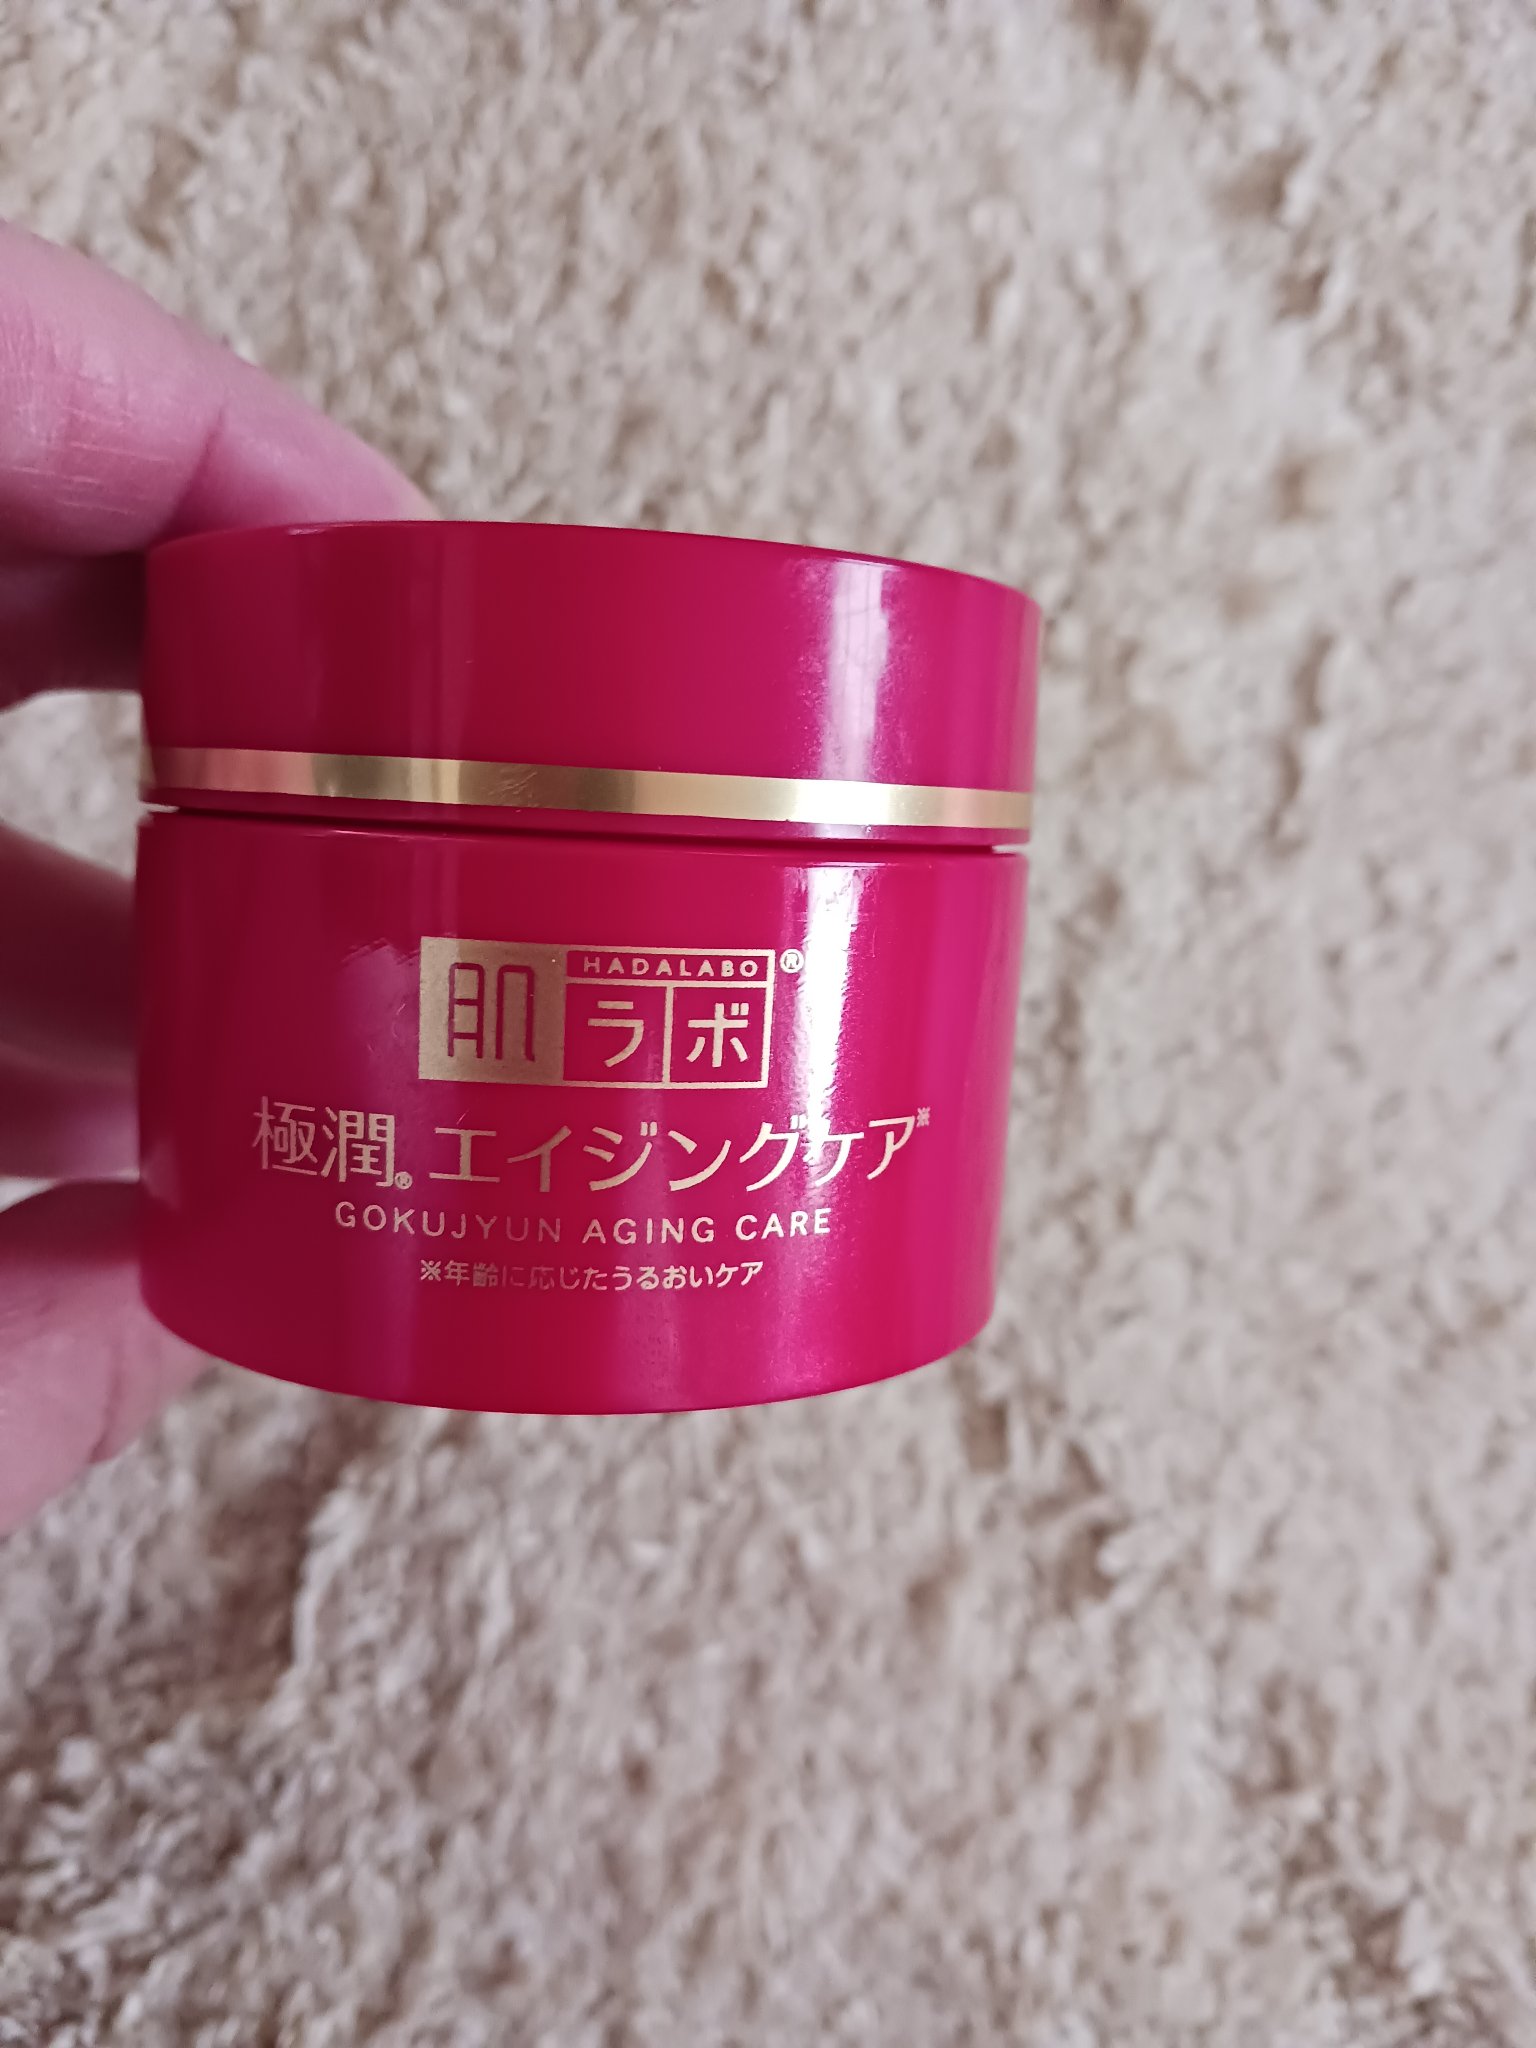 HADALABO®
肌ラボ
極潤® エイジングケア※
GOKUJYUN AGING CARE
※年齢に応じたうるおいケア